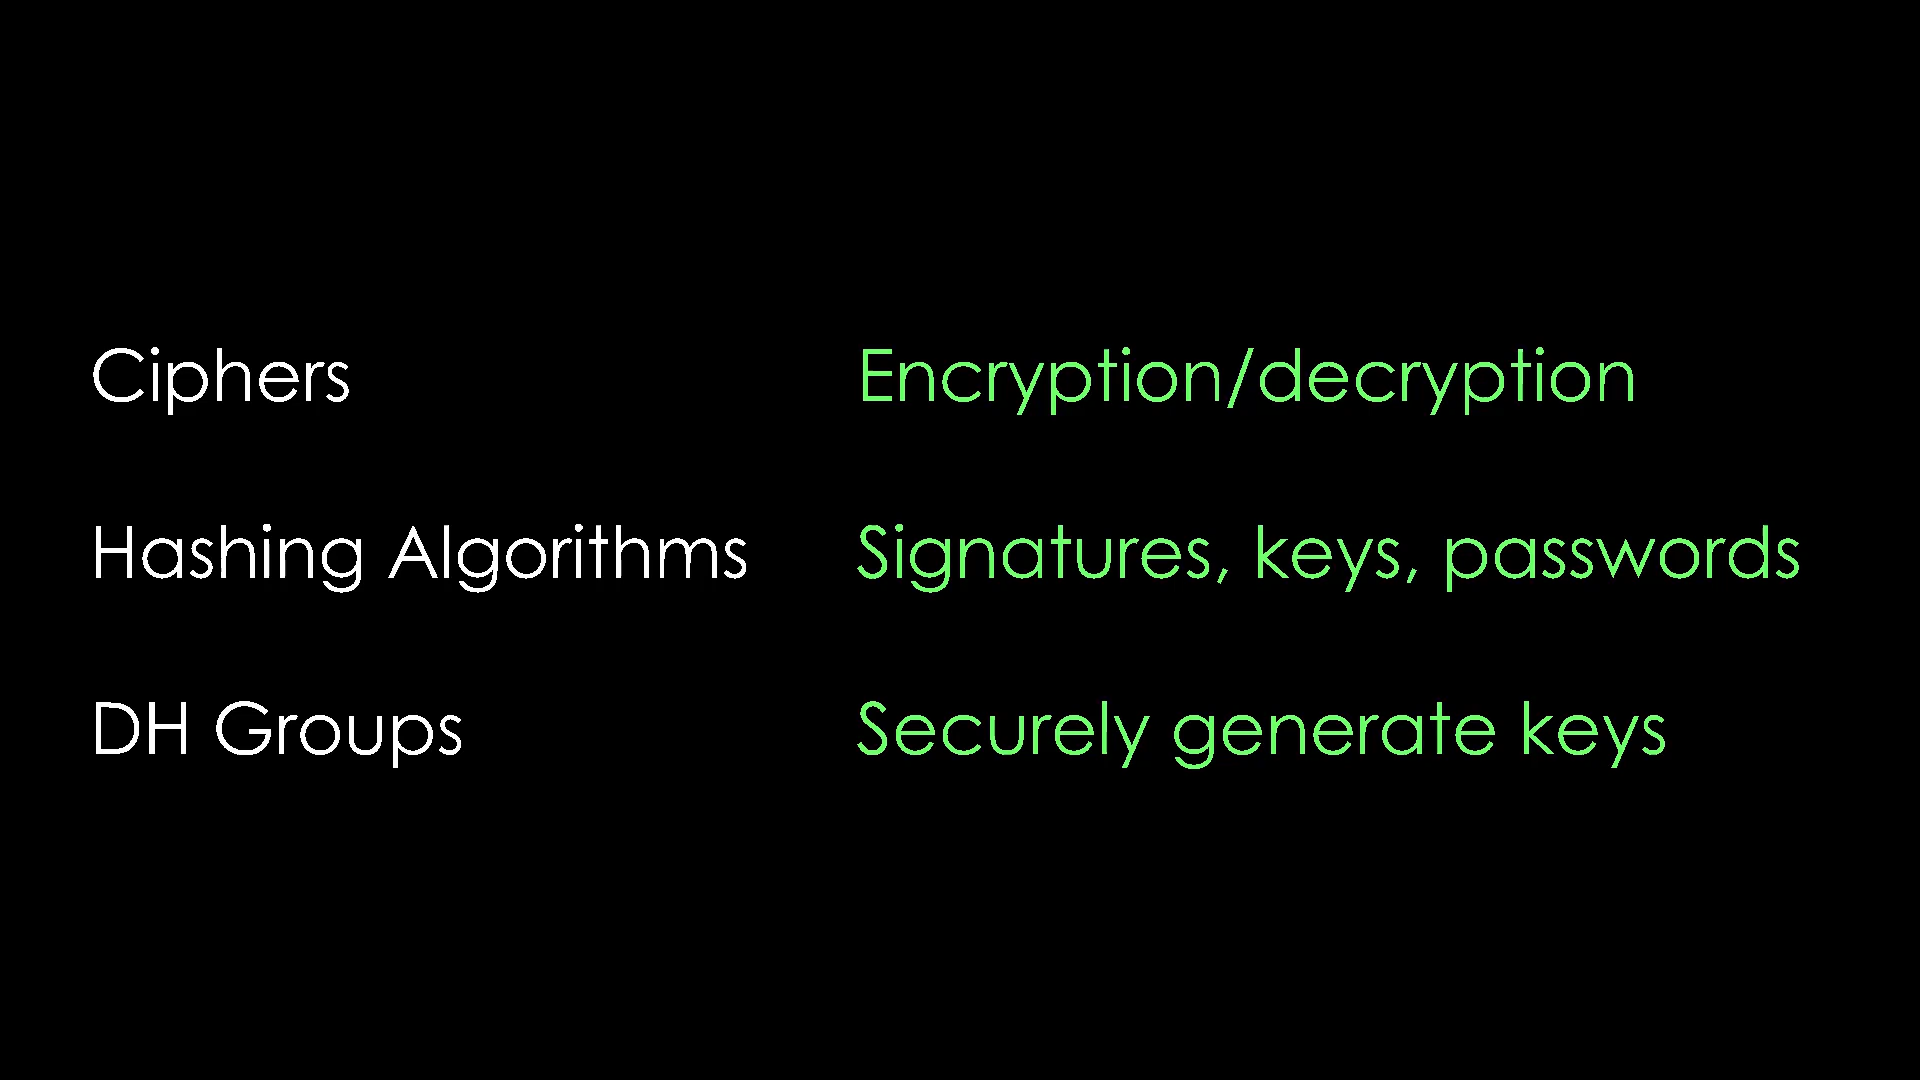 Ciphers Encryption/decryption
Hashing Algorithms Signatures, keys, passwords
DH Groups Securely generate keys